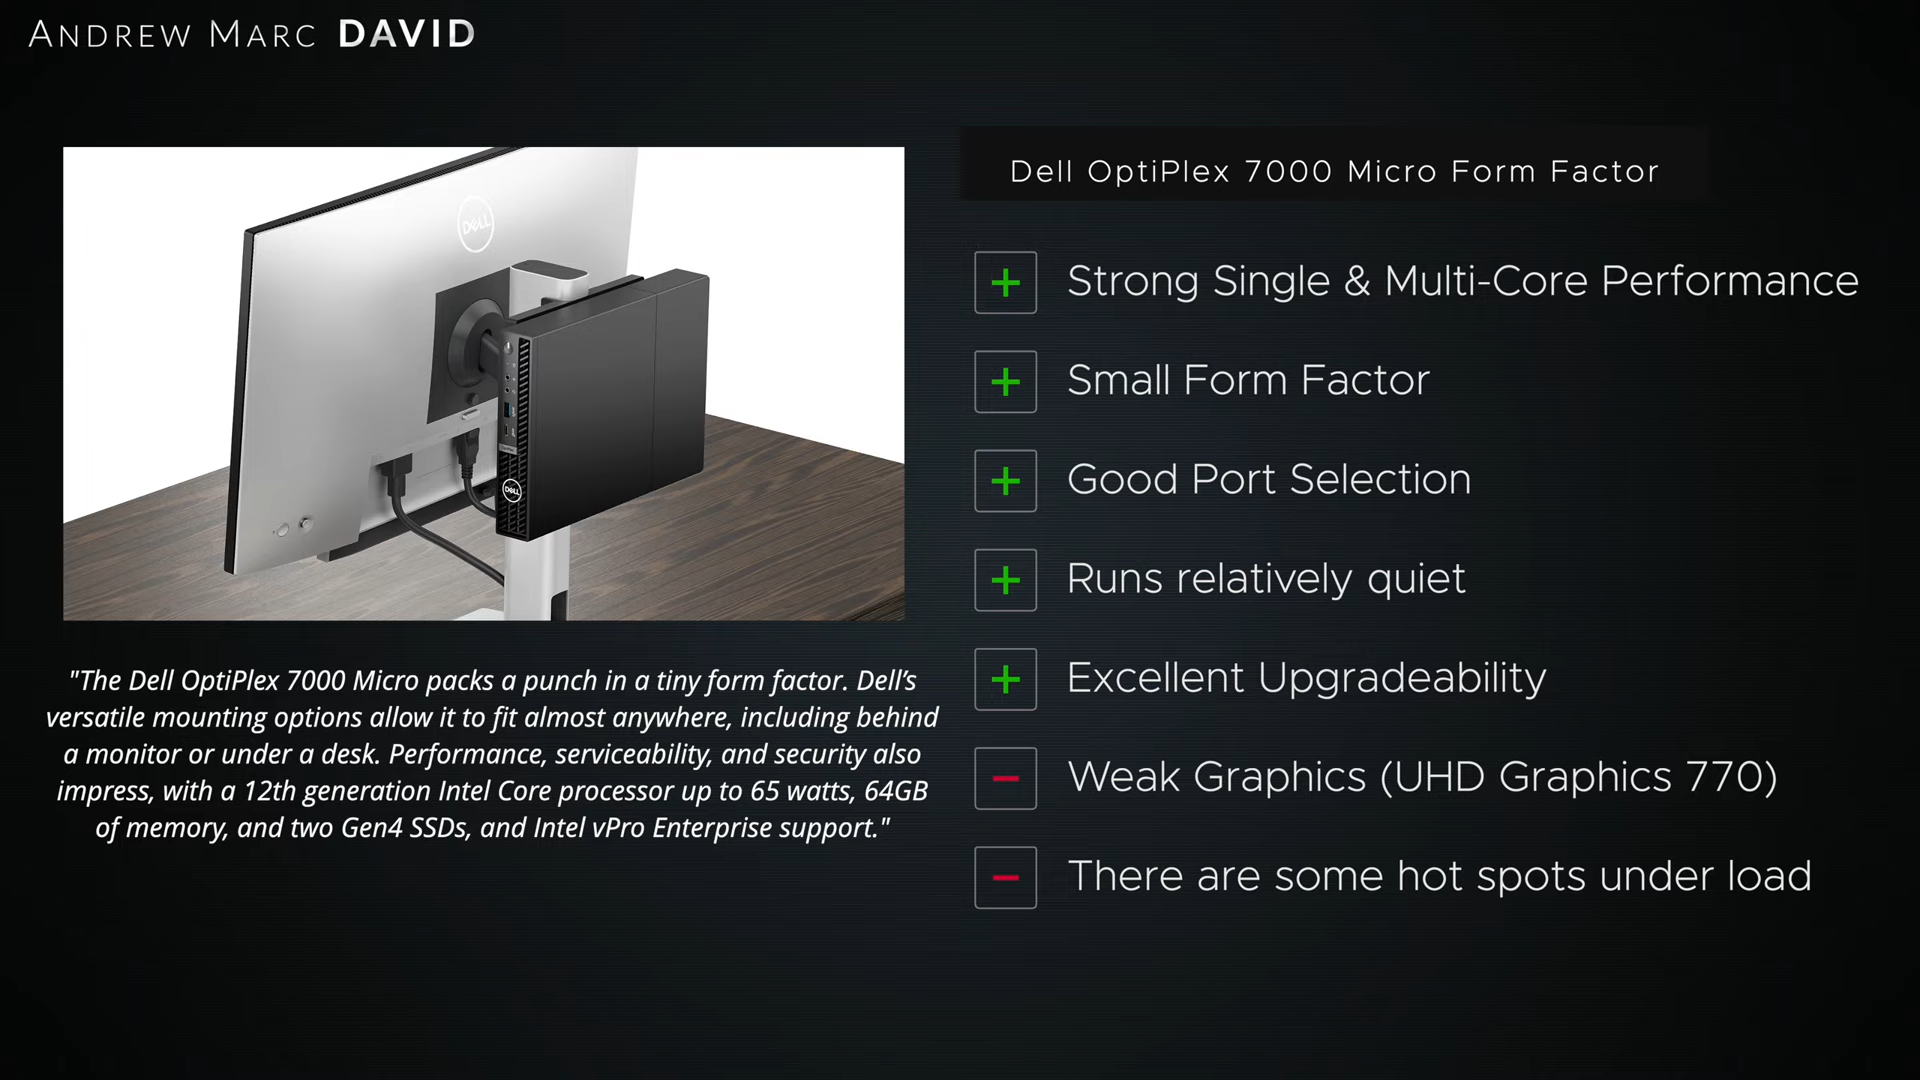 ANDREW MARC DAVID
Dell OptiPlex 7000 Micro Form Factor
DELL
DELL
"The Dell OptiPlex 7000 Micro packs a punch in a tiny form factor. Dell’s
versatile mounting options allow it to fit almost anywhere, including behind
a monitor or under a desk. Performance, serviceability, and security also
impress, with a 12th generation Intel Core processor up to 65 watts, 64GB
of memory, and two Gen4 SSDs, and Intel vPro Enterprise support."
+ Strong Single & Multi-Core Performance
+ Small Form Factor
+ Good Port Selection
+ Runs relatively quiet
+ Excellent Upgradeability
− Weak Graphics (UHD Graphics 770)
− There are some hot spots under load